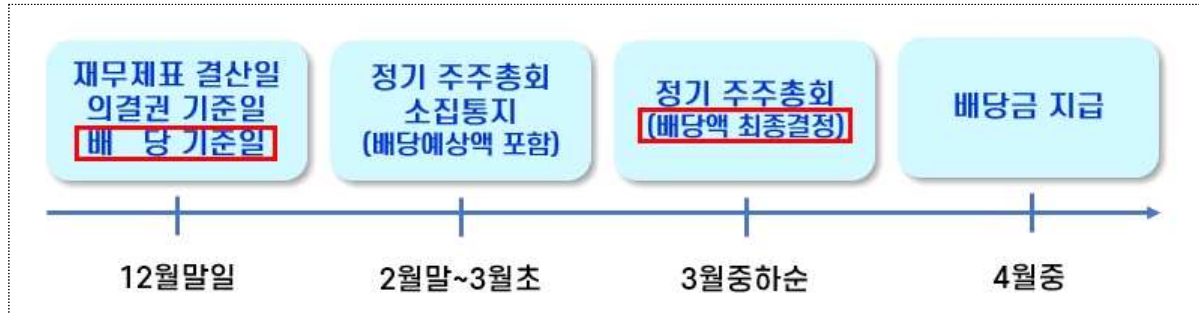 재무제표 결산일
의결권 기준일
배 당 기준일
정기 주주총회
소집통지
(배당예상액 포함)
정기 주주총회
(배당액 최종결정)
배당금 지급
12월말일
2월말~3월초
3월중하순
4월중